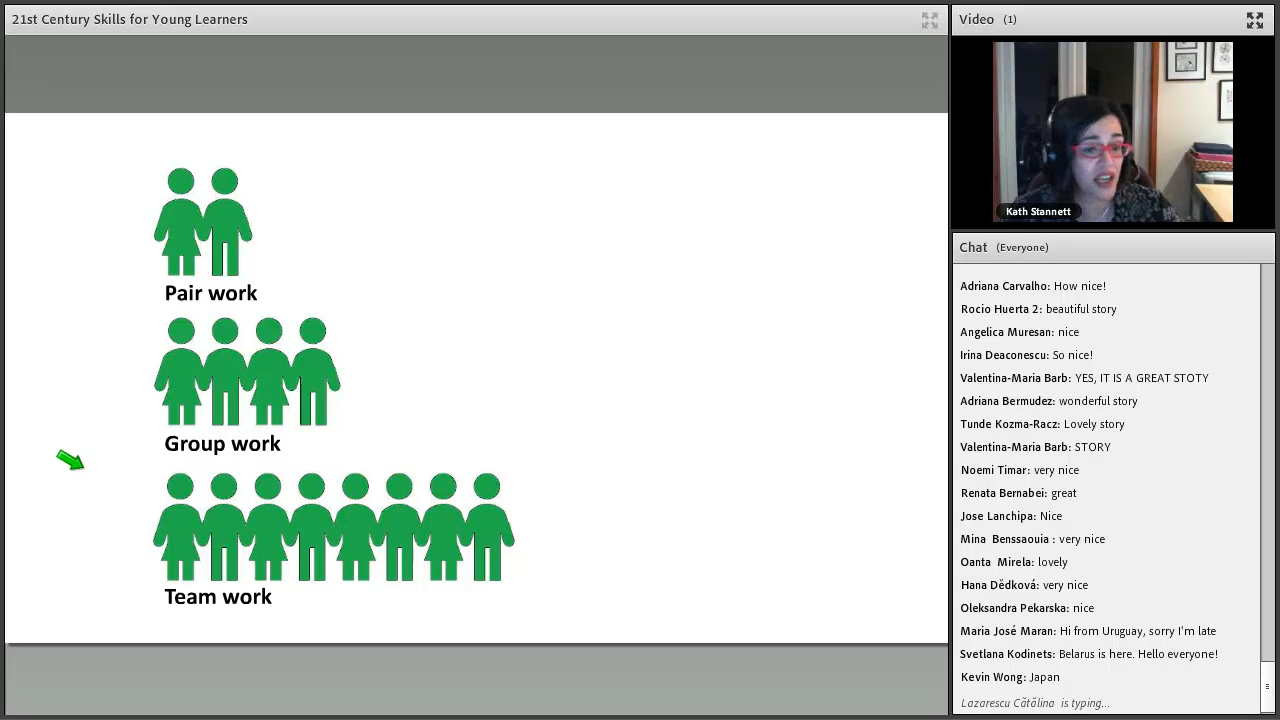 21st Century Skills for Young Learners
Pair work
Group work
Team work
Video (1)
Kath Stannett
Chat (Everyone)
Adriana Carvalho: How nice!
Rocio Huerta 2: beautiful story
Angelica Muresan: nice
Irina Deaconescu: So nice!
Valentina-Maria Barb: YES, IT IS A GREAT STOTY
Adriana Bermudez: wonderful story
Tunde Kozma-Racz: Lovely story
Valentina-Maria Barb: STORY
Noemi Timar: very nice
Renata Bernabei: great
Jose Lanchipa: Nice
Mina Benssaouia : very nice
Oanta Mirela: lovely
Hana Dědková: very nice
Oleksandra Pekarska: nice
Maria José Maran: Hi from Uruguay, sorry I'm late
Svetlana Kodinets: Belarus is here. Hello everyone!
Kevin Wong: Japan
Lazarescu Cătălina is typing...